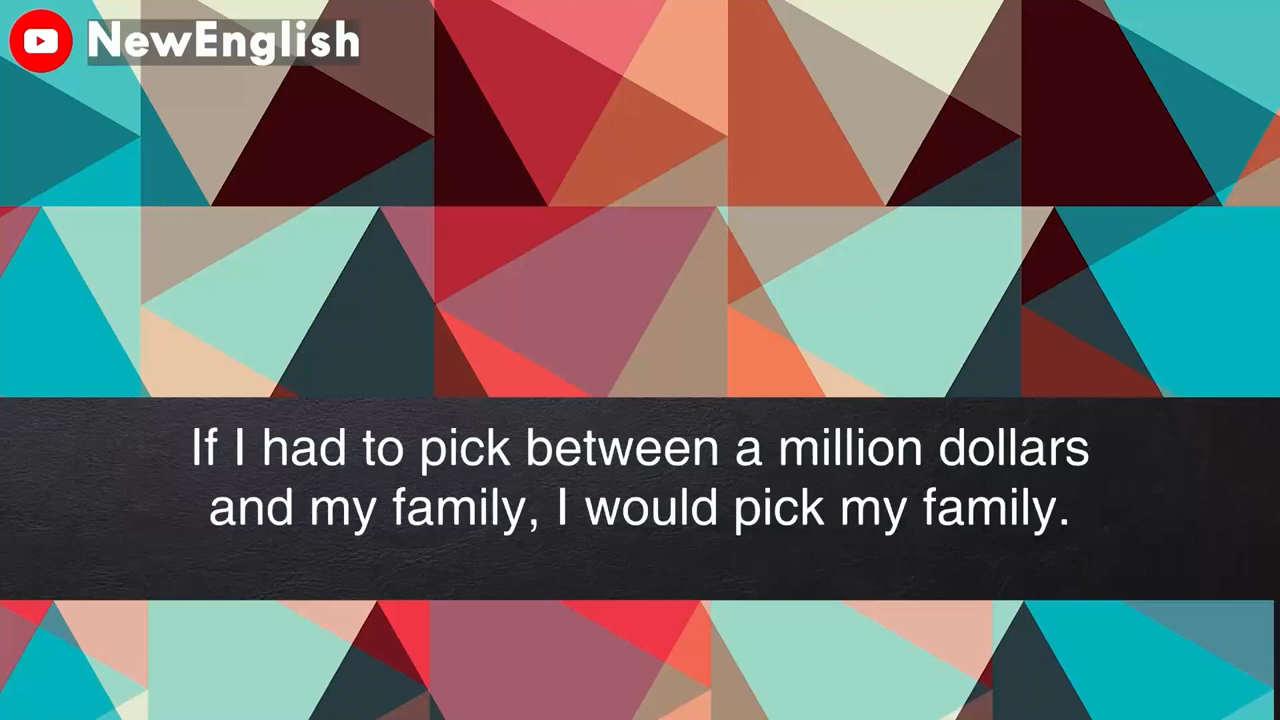 NewEnglish
If I had to pick between a million dollars
and my family, I would pick my family.